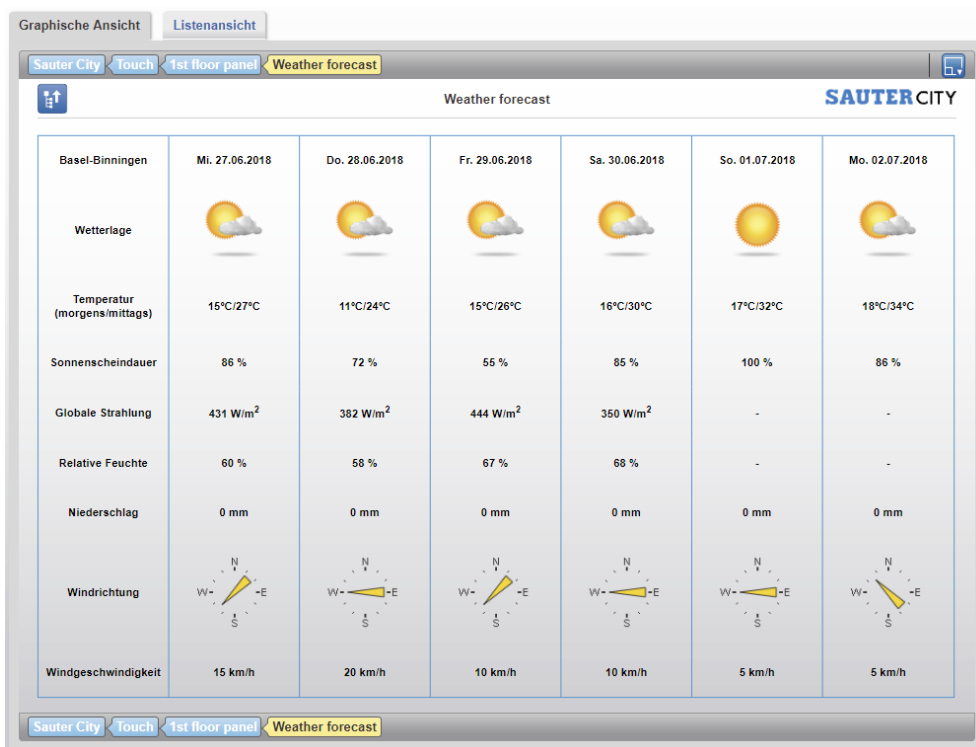 Graphische Ansicht Listenansicht
Sauter City Touch 1st floor panel Weather forecast
Weather forecast SAUTER CITY
Basel-Binningen Mi. 27.06.2018 Do. 28.06.2018 Fr. 29.06.2018 Sa. 30.06.2018 So. 01.07.2018 Mo. 02.07.2018
Wetterlage
Temperatur
(morgens/mittags) 15°C/27°C 11°C/24°C 15°C/26°C 16°C/30°C 17°C/32°C 18°C/34°C
Sonnenscheindauer 86 % 72 % 55 % 85 % 100 % 86 %
Globale Strahlung 431 W/m² 382 W/m² 444 W/m² 350 W/m² - -
Relative Feuchte 60 % 58 % 67 % 68 % - -
Niederschlag 0 mm 0 mm 0 mm 0 mm 0 mm 0 mm
N N N N N N
Windrichtung W E W E W E W E W E W E
S S S S S S
Windgeschwindigkeit 15 km/h 20 km/h 10 km/h 10 km/h 5 km/h 5 km/h
Sauter City Touch 1st floor panel Weather forecast